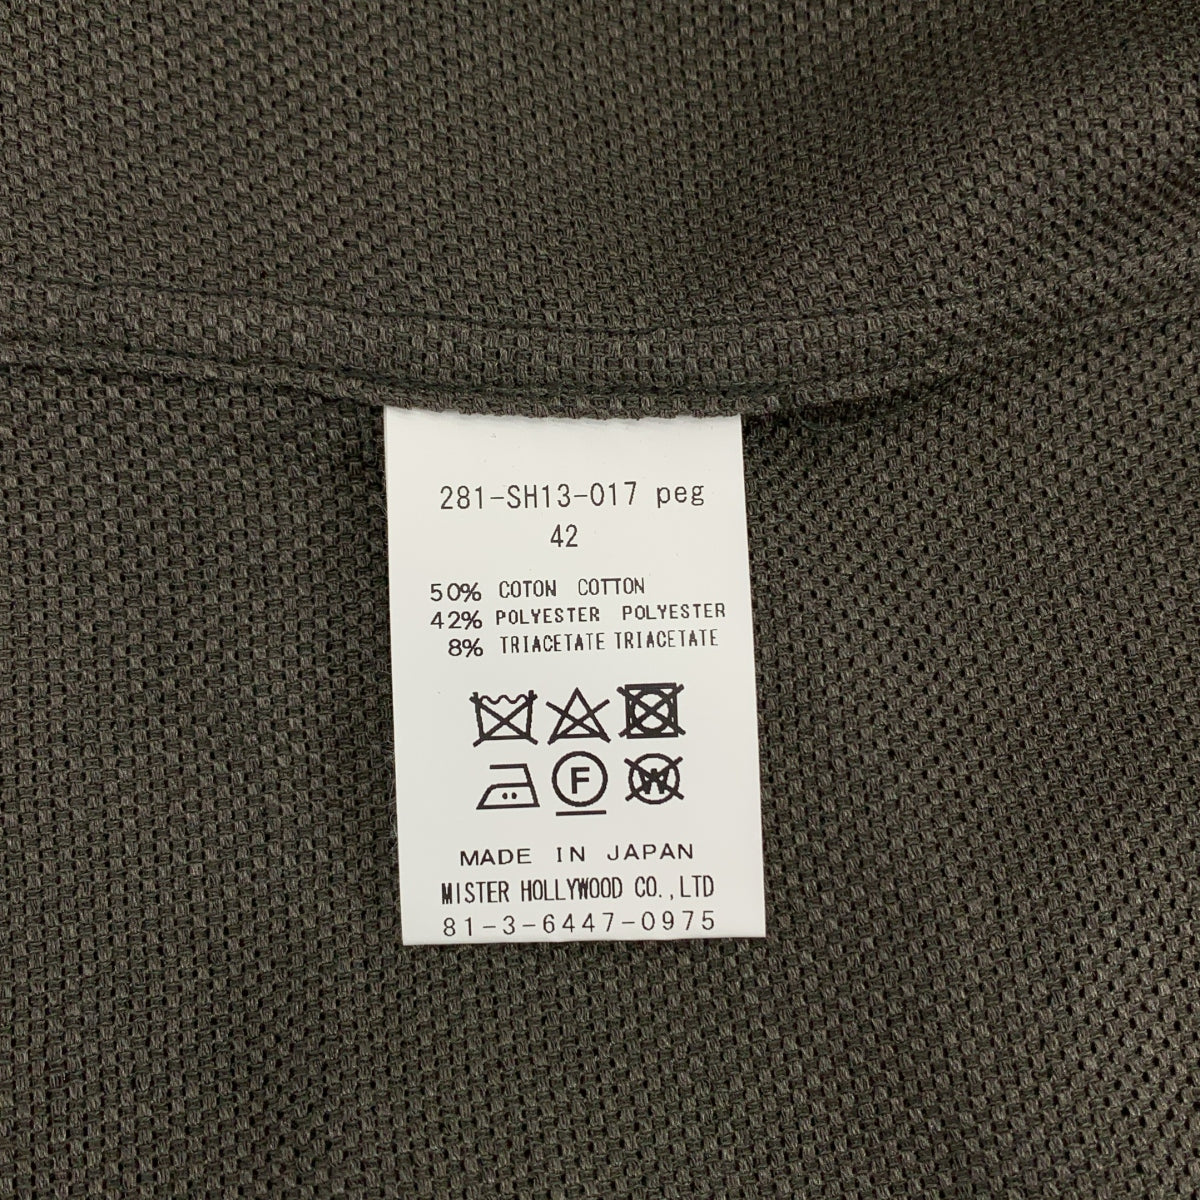 281-SH13-017 peg
42
50% COTON COTTON
42% POLYESTER POLYESTER
8% TRIACETATE TRIACETATE
F W
MADE IN JAPAN
MISTER HOLLYWOOD CO.,LTD
81-3-6447-0975